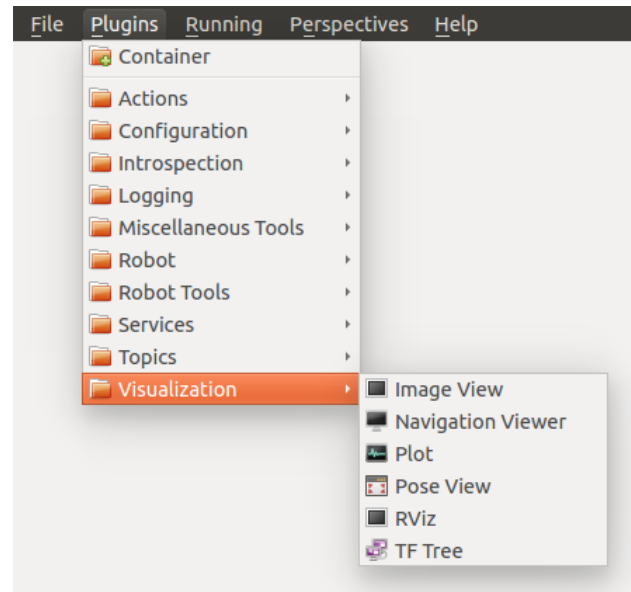 File Plugins Running Perspectives Help
Container
Actions
Configuration
Introspection
Logging
Miscellaneous Tools
Robot
Robot Tools
Services
Topics
Visualization
Image View
Navigation Viewer
Plot
Pose View
RViz
TF Tree